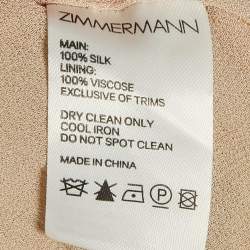 ZIMMERMANN
MAIN:
100% SILK
LINING:
100% VISCOSE
EXCLUSIVE OF TRIMS
DRY CLEAN ONLY
COOL IRON
DO NOT SPOT CLEAN
MADE IN CHINA
P